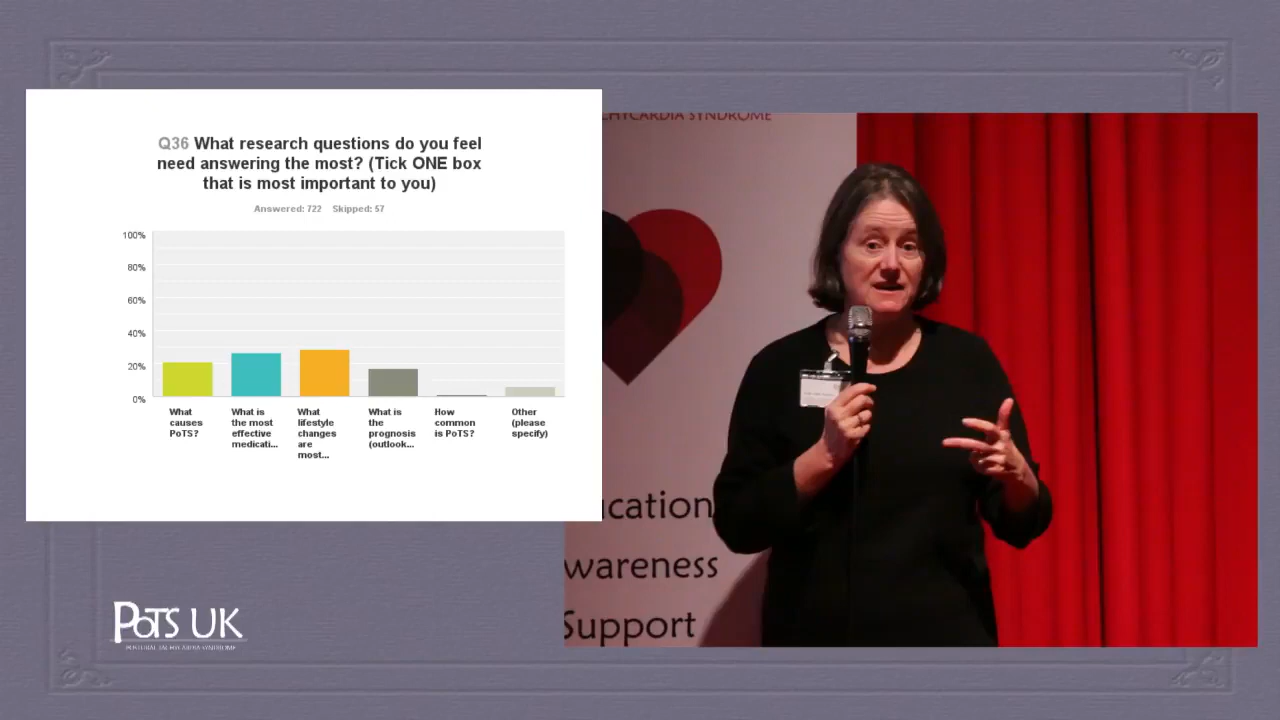 Q36 What research questions do you feel
need answering the most? (Tick ONE box
that is most important to you)
Answered: 722 Skipped: 57
100%
80%
60%
40%
20%
0%
What
causes
PoTS?
What is
the most
effective
medicati...
What
lifestyle
changes
are
most...
What is
the
prognosis
(outlook...
How
common
is PoTS?
Other
(please
specify)
CHYCARDIA SYNDROME
ucation
wareness
Support
PoTS UK
POSTURAL TACHYCARDIA SYNDROME